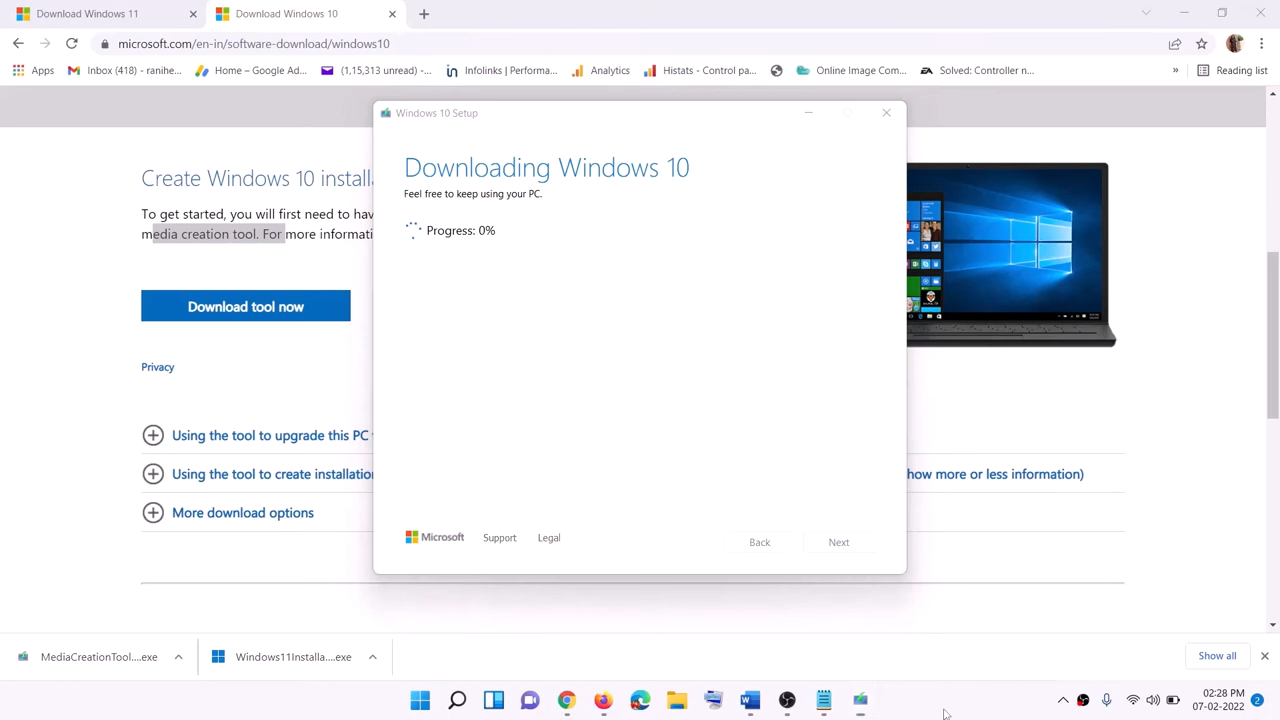 Download Windows 11
Download Windows 10
microsoft.com/en-in/software-download/windows10
Apps
Inbox (418) - ranihe...
Home – Google Ad...
(1,15,313 unread) -...
Infolinks | Performa...
Analytics
Histats - Control pa...
Online Image Com...
Solved: Controller n...
»
Reading list
Windows 10 Setup
Downloading Windows 10
Feel free to keep using your PC.
Progress: 0%
Create Windows 10 installa
To get started, you will first need to hav
media creation tool. For more informati
Download tool now
Privacy
Using the tool to upgrade this PC
Using the tool to create installation
how more or less information)
More download options
Microsoft
Support
Legal
Back
Next
MediaCreationTool....exe
Windows11Installa....exe
Show all
02:28 PM
07-02-2022
2